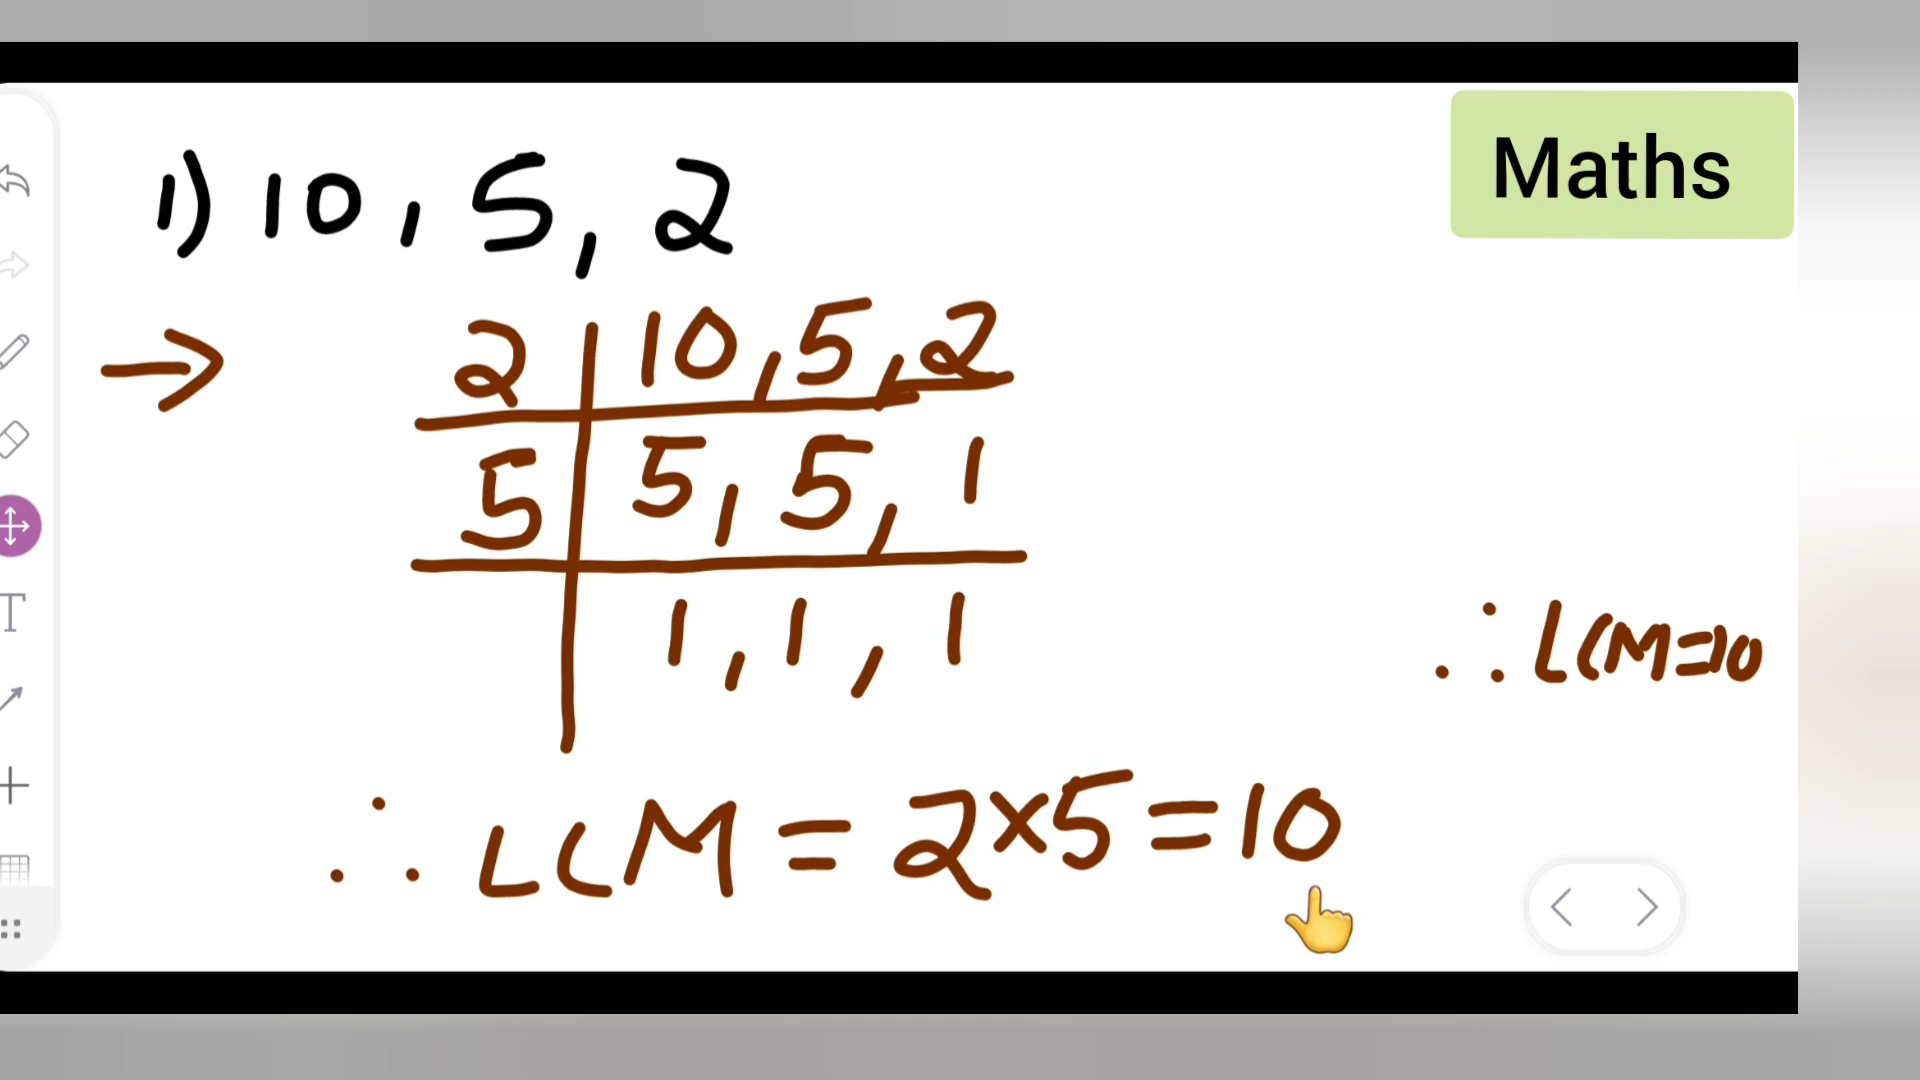 Maths
1) 10, 5, 2
→ 2 | 10, 5, 2
5 | 5, 5, 1
1, 1, 1
∴ LCM=10
∴ LCM = 2×5=10